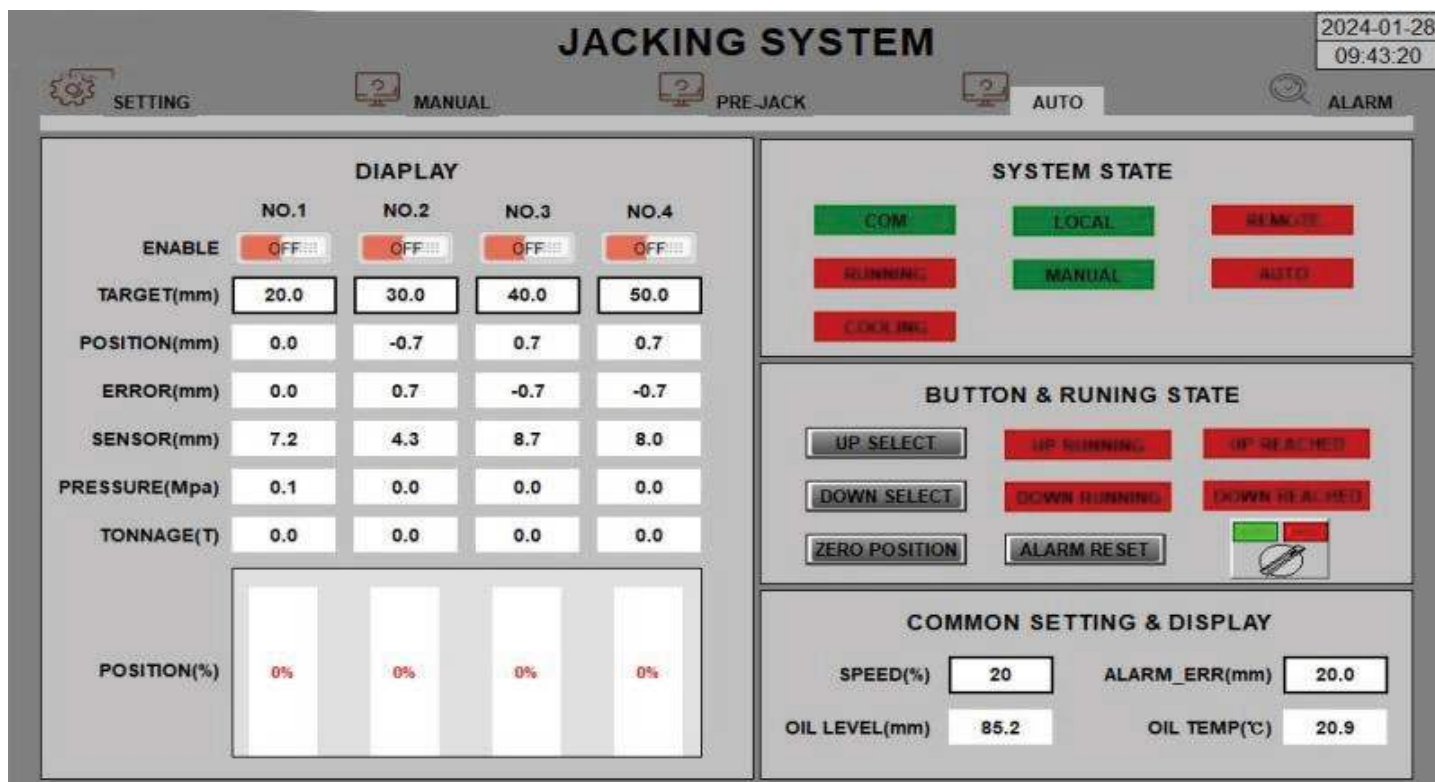 JACKING SYSTEM
2024-01-28
09:43:20
SETTING
MANUAL
PRE-JACK
AUTO
ALARM
DIAPLAY
NO.1 NO.2 NO.3 NO.4
ENABLE OFF OFF OFF OFF
TARGET(mm) 20.0 30.0 40.0 50.0
POSITION(mm) 0.0 -0.7 0.7 0.7
ERROR(mm) 0.0 0.7 -0.7 -0.7
SENSOR(mm) 7.2 4.3 8.7 8.0
PRESSURE(Mpa) 0.1 0.0 0.0 0.0
TONNAGE(T) 0.0 0.0 0.0 0.0
POSITION(%) 0% 0% 0% 0%
SYSTEM STATE
COM LOCAL REMOTE
RUNNING MANUAL AUTO
COOLING
BUTTON & RUNING STATE
UP SELECT UP RUNNING UP REACHED
DOWN SELECT DOWN RUNNING DOWN REACHED
ZERO POSITION ALARM RESET
COMMON SETTING & DISPLAY
SPEED(%) 20 ALARM_ERR(mm) 20.0
OIL LEVEL(mm) 85.2 OIL TEMP(℃) 20.9